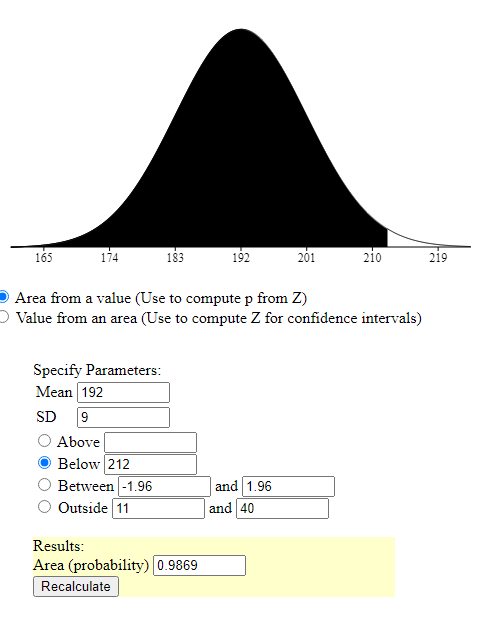 165 174 183 192 201 210 219
Area from a value (Use to compute p from Z)
Value from an area (Use to compute Z for confidence intervals)
Specify Parameters:
Mean 192
SD 9
Above
Below 212
Between -1.96 and 1.96
Outside 11 and 40
Results:
Area (probability) 0.9869
Recalculate